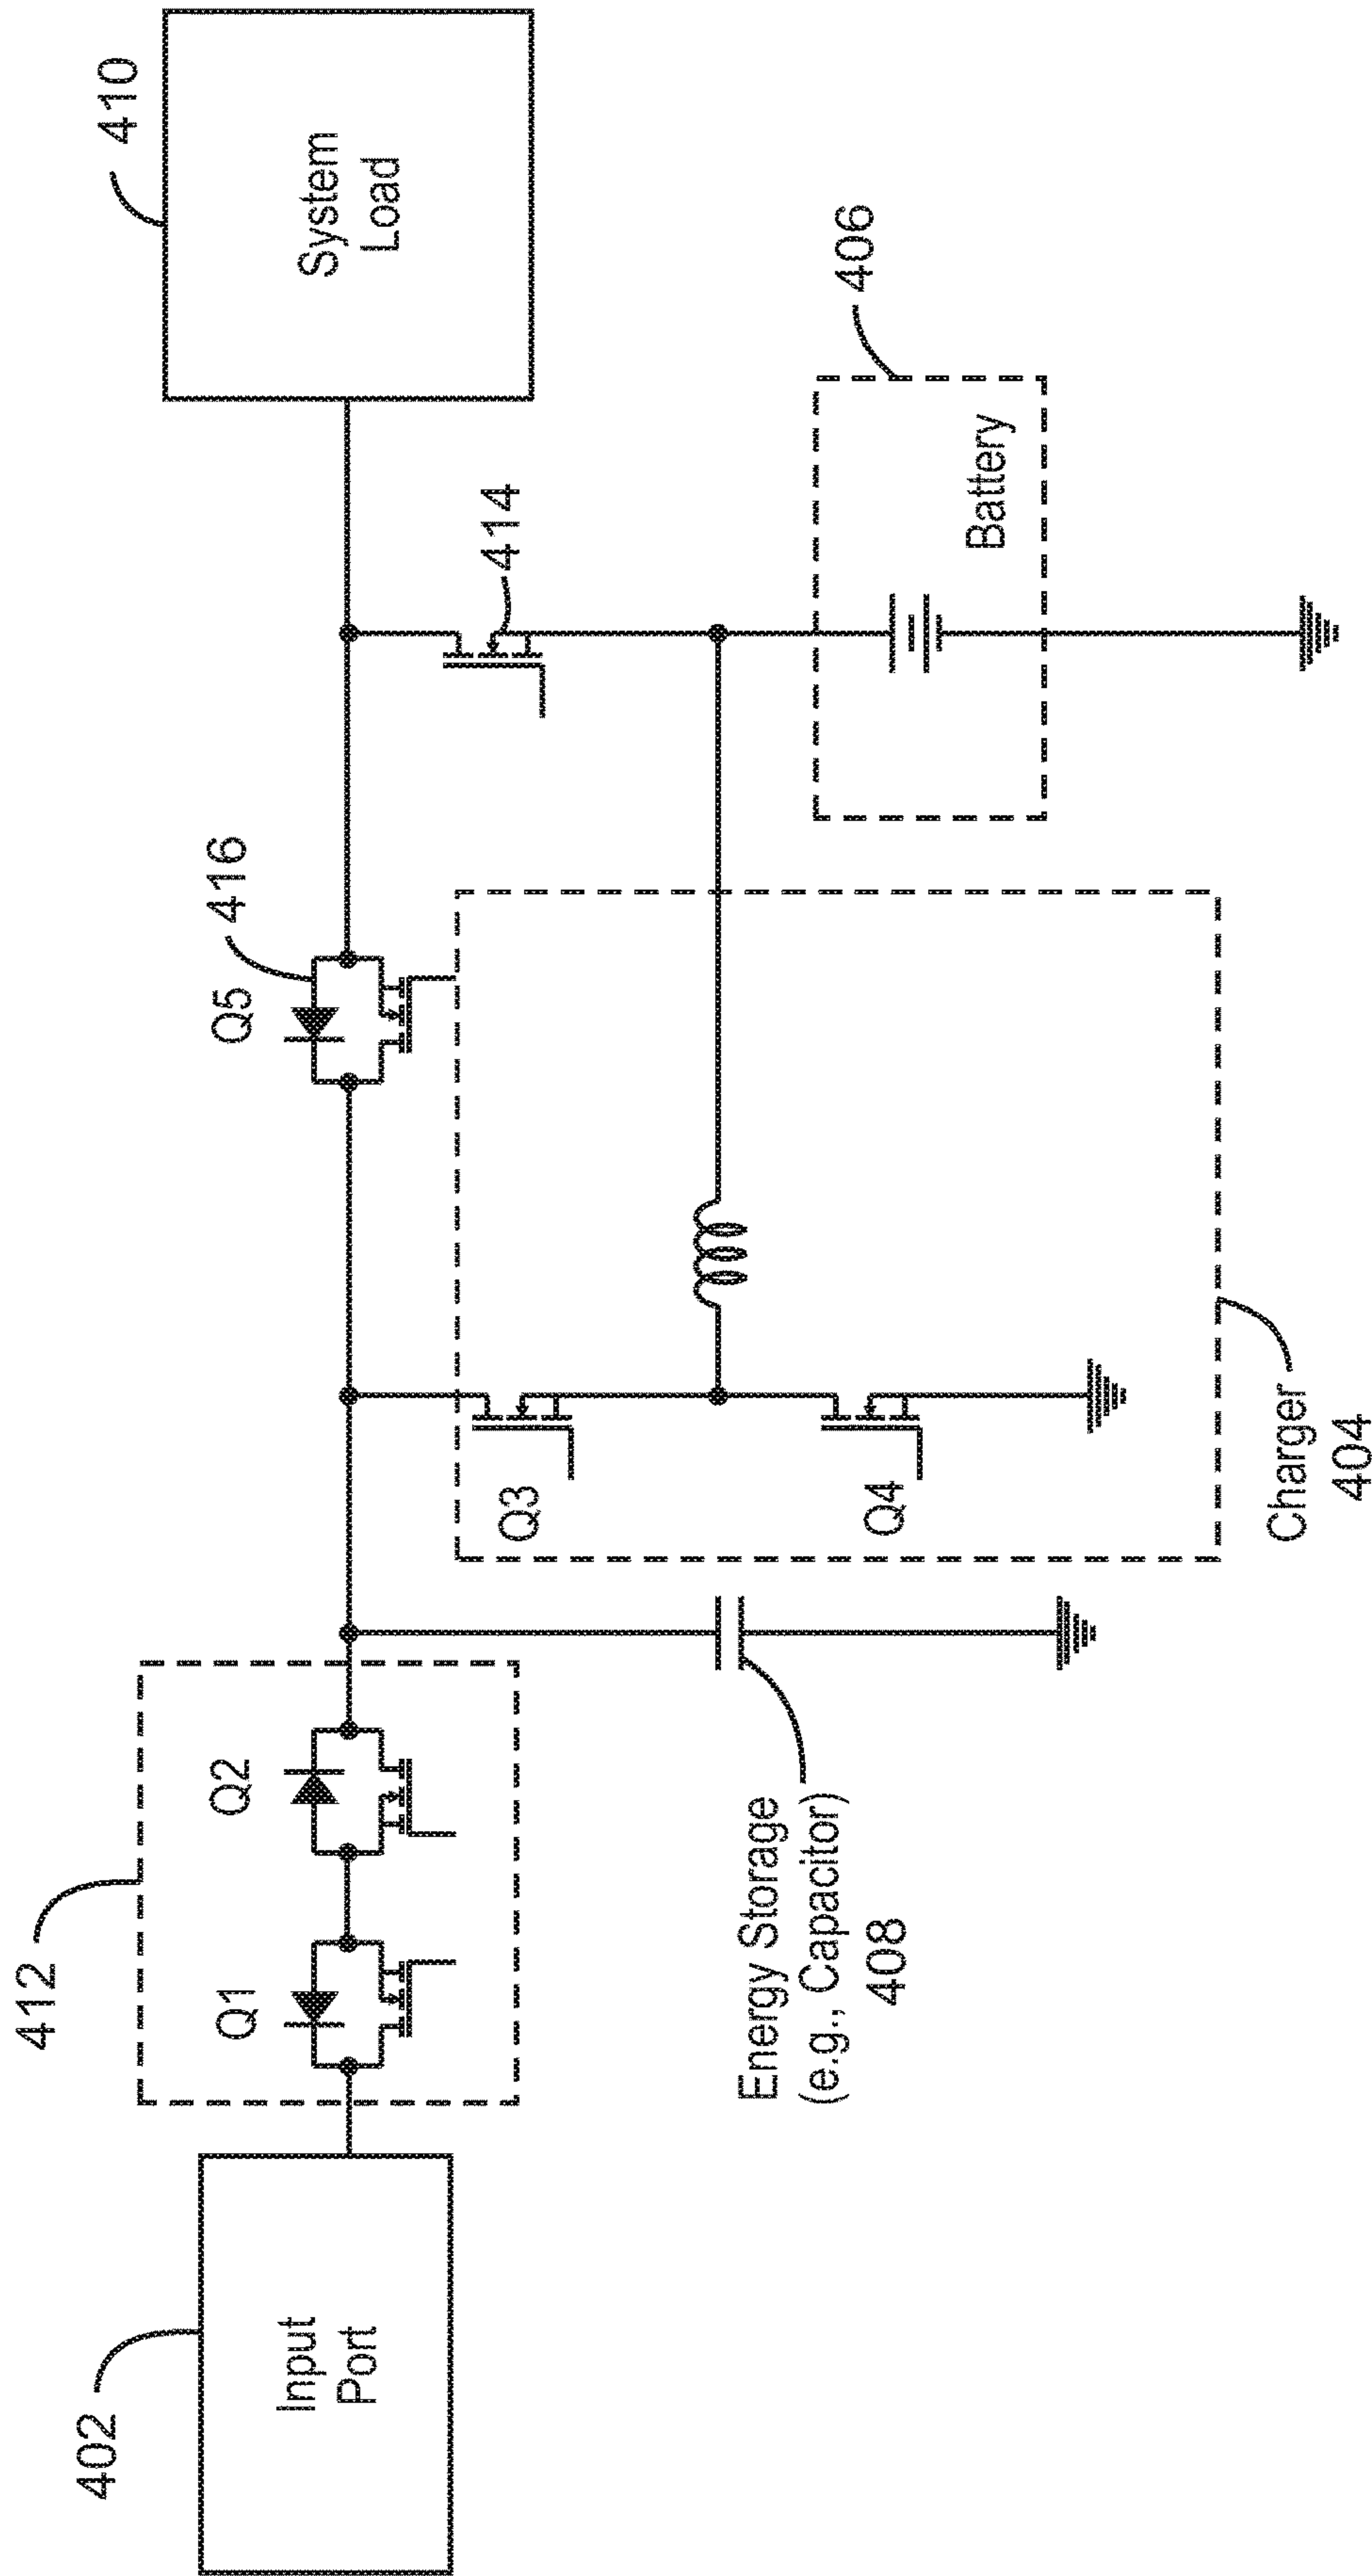 402
Input
Port
412
Q1
Q2
Energy Storage
(e.g., Capacitor)
408
Q3
Q4
Charger
404
Q5
416
414
Battery
406
System
Load
410